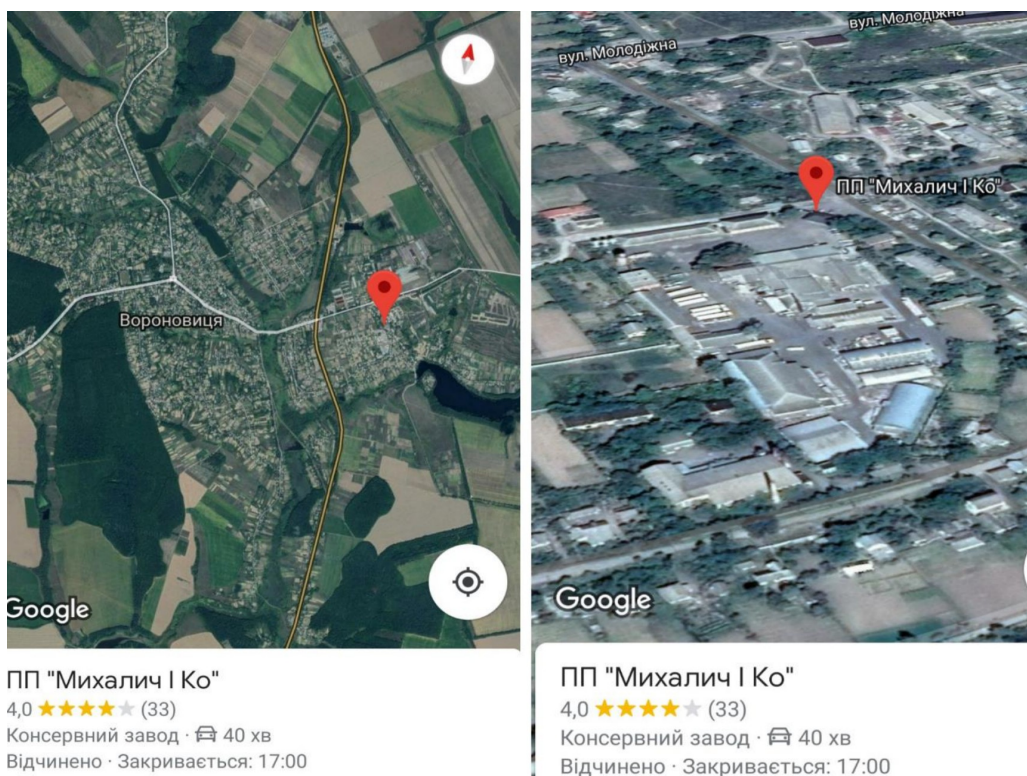 Вороновиця
Google
ПП "Михалич І Ко"
4,0 (33)
Консервний завод · 40 хв
Відчинено · Закривається: 17:00
вул. Молодіжна
вул. Молодіжна
ПП "Михалич І Ко"
Google
ПП "Михалич І Ко"
4,0 (33)
Консервний завод · 40 хв
Відчинено · Закривається: 17:00